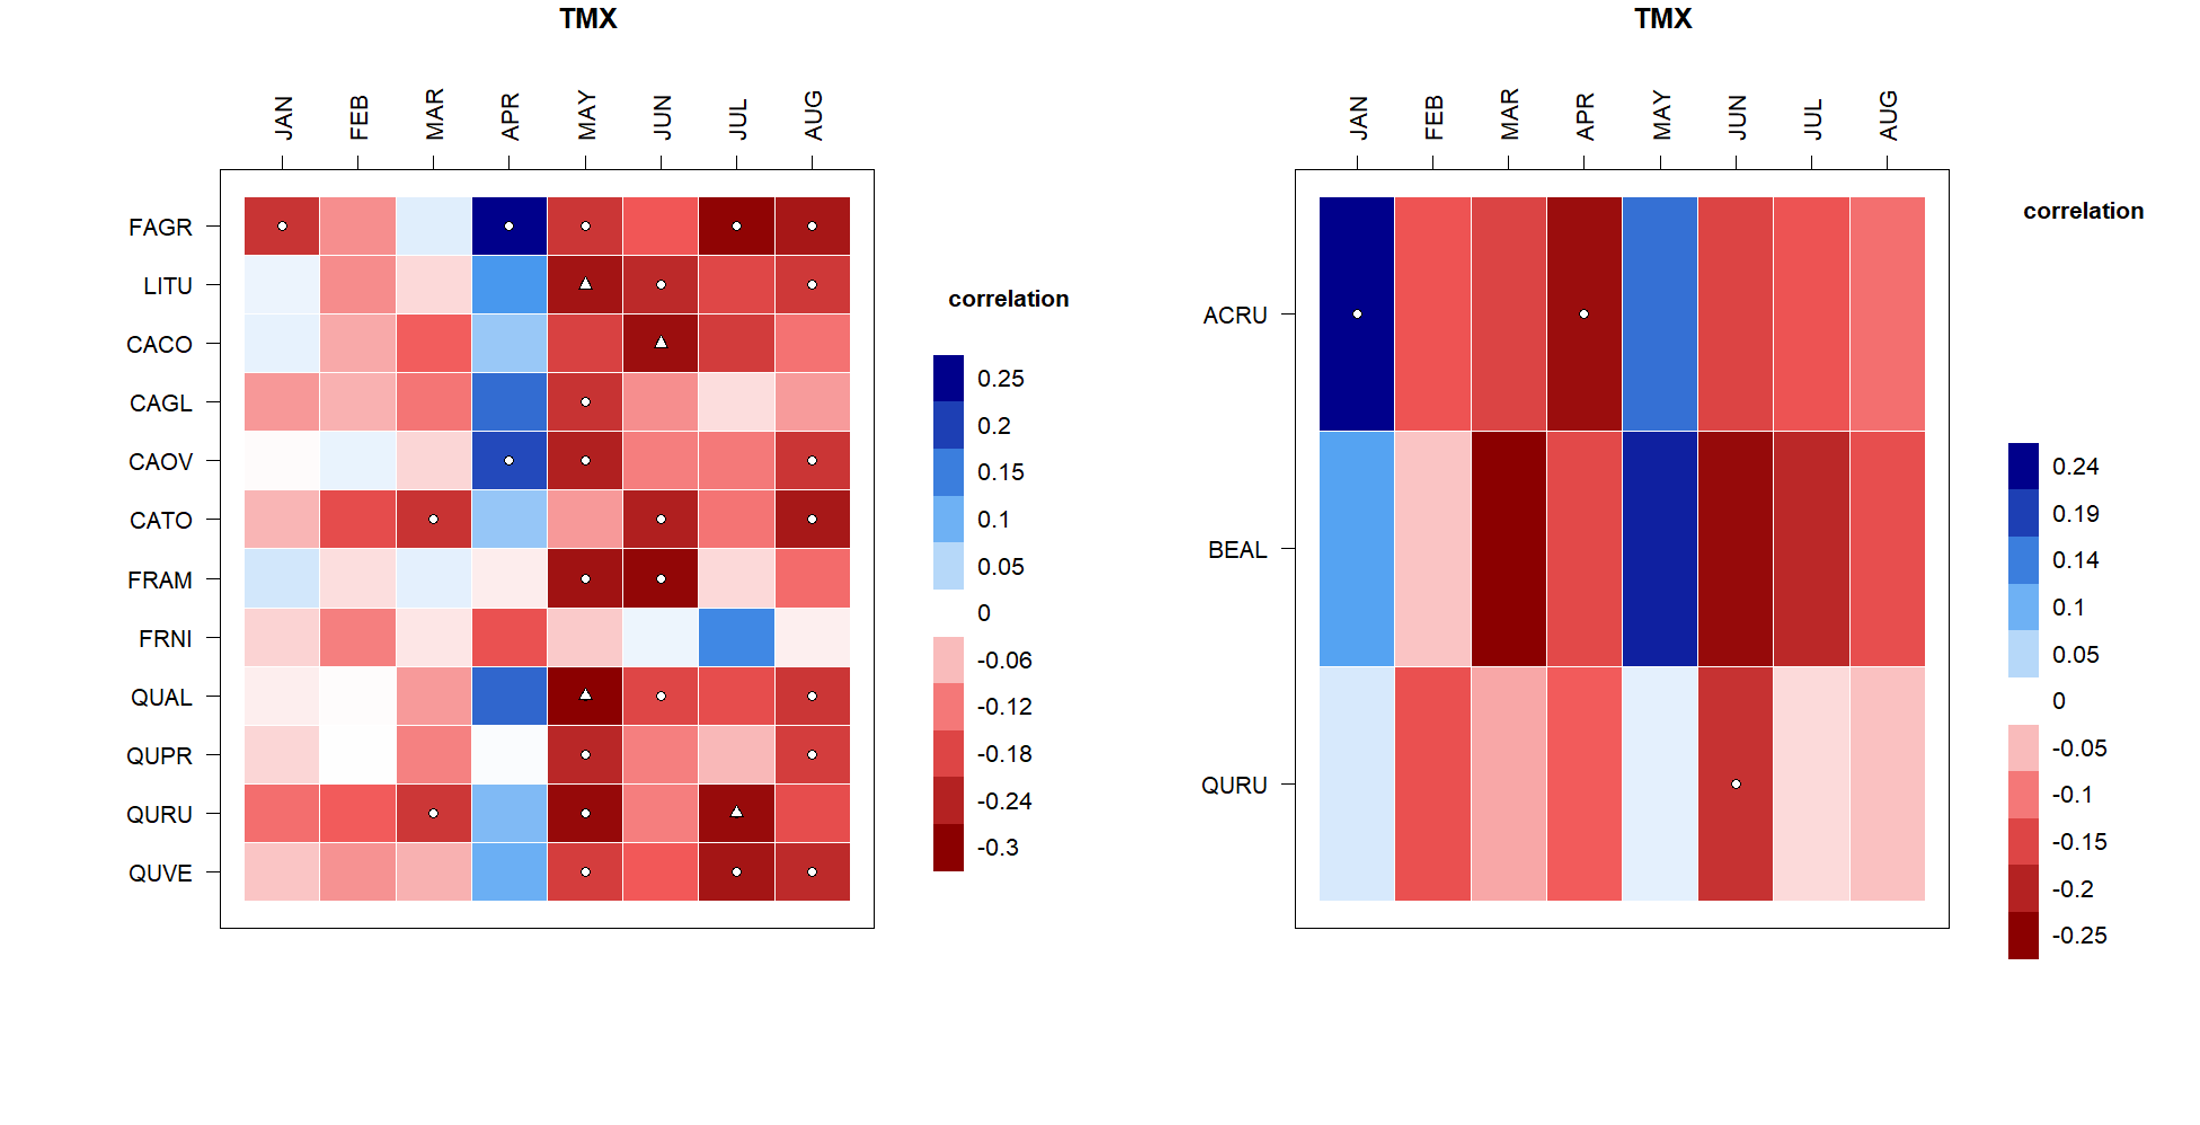 TMX
JAN FEB MAR APR MAY JUN JUL AUG
FAGR
LITU
CACO
CAGL
CAOV
CATO
FRAM
FRNI
QUAL
QUPR
QURU
QUVE
correlation
0.25
0.2
0.15
0.1
0.05
0
-0.06
-0.12
-0.18
-0.24
-0.3
TMX
JAN FEB MAR APR MAY JUN JUL AUG
ACRU
BEAL
QURU
correlation
0.24
0.19
0.14
0.1
0.05
0
-0.05
-0.1
-0.15
-0.2
-0.25